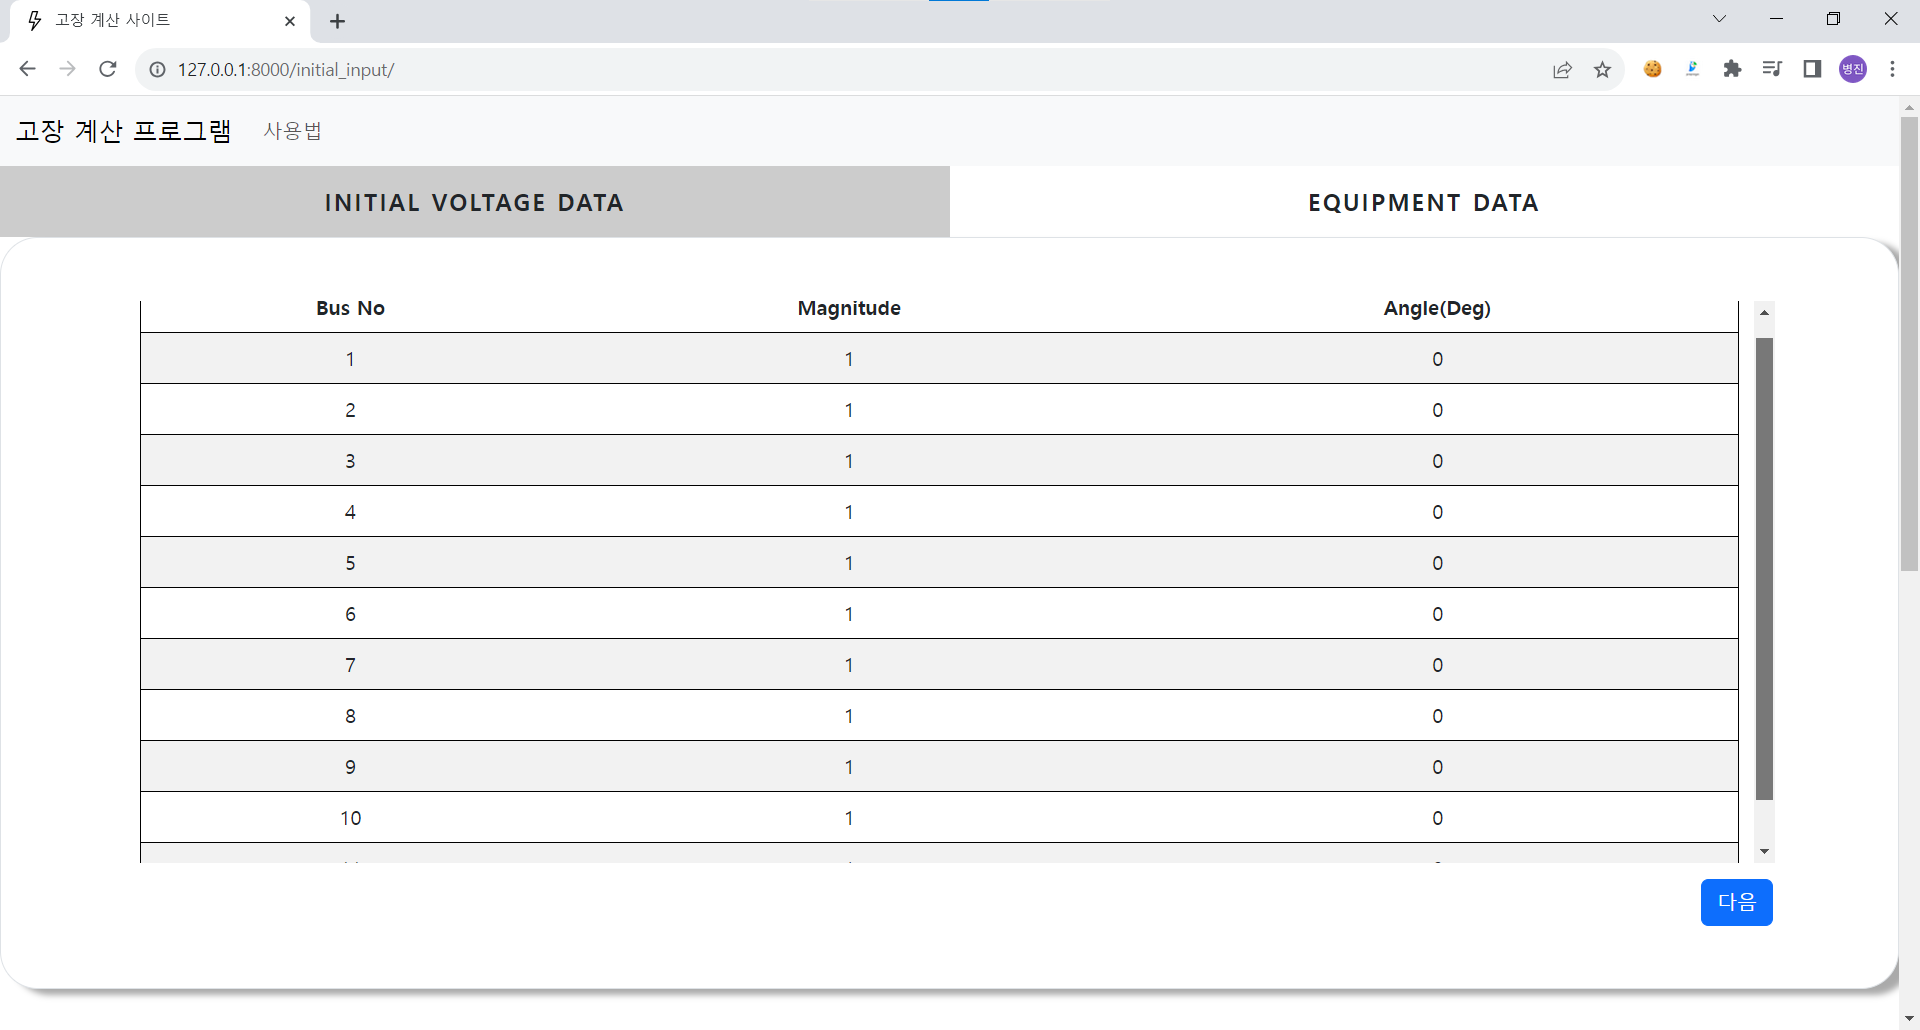 고장 계산 사이트
127.0.0.1:8000/initial_input/
병진
고장 계산 프로그램 사용법
INITIAL VOLTAGE DATA EQUIPMENT DATA
Bus No Magnitude Angle(Deg)
1 1 0
2 1 0
3 1 0
4 1 0
5 1 0
6 1 0
7 1 0
8 1 0
9 1 0
10 1 0
다음